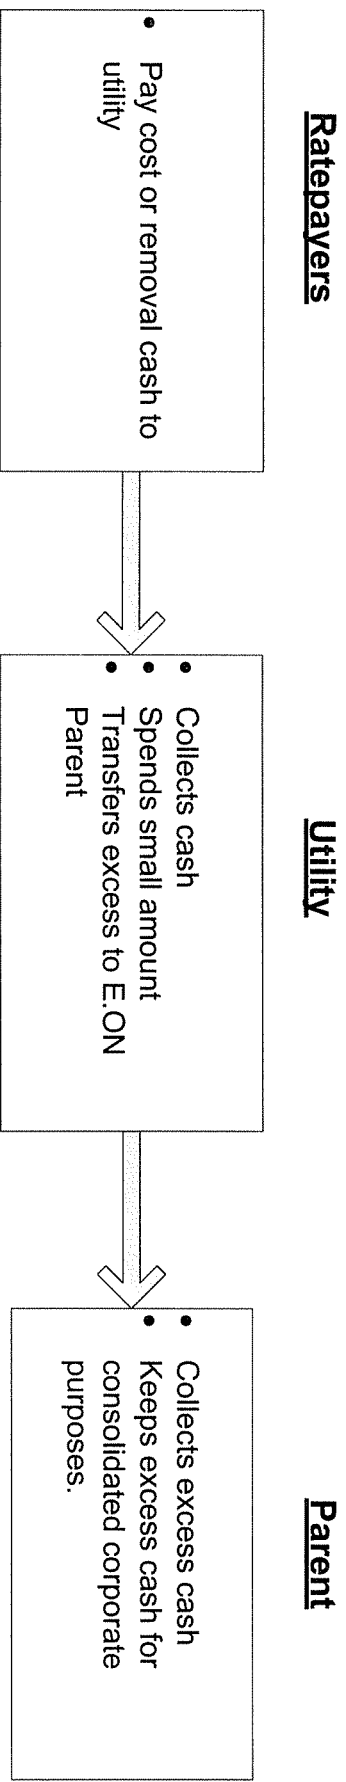 Ratepayers
• Pay cost or removal cash to
utility
Utility
• Collects cash
• Spends small amount
• Transfers excess to E.ON
Parent
Parent
• Collects excess cash
• Keeps excess cash for
consolidated corporate
purposes.